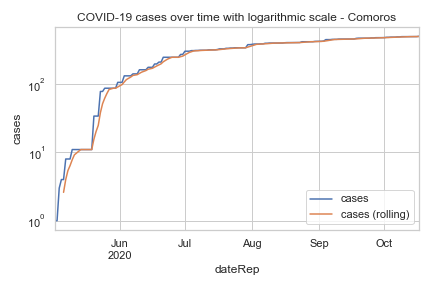 COVID-19 cases over time with logarithmic scale - Comoros
cases
10²
10¹
10⁰
Jun
2020
Jul
Aug
Sep
Oct
dateRep
cases
cases (rolling)